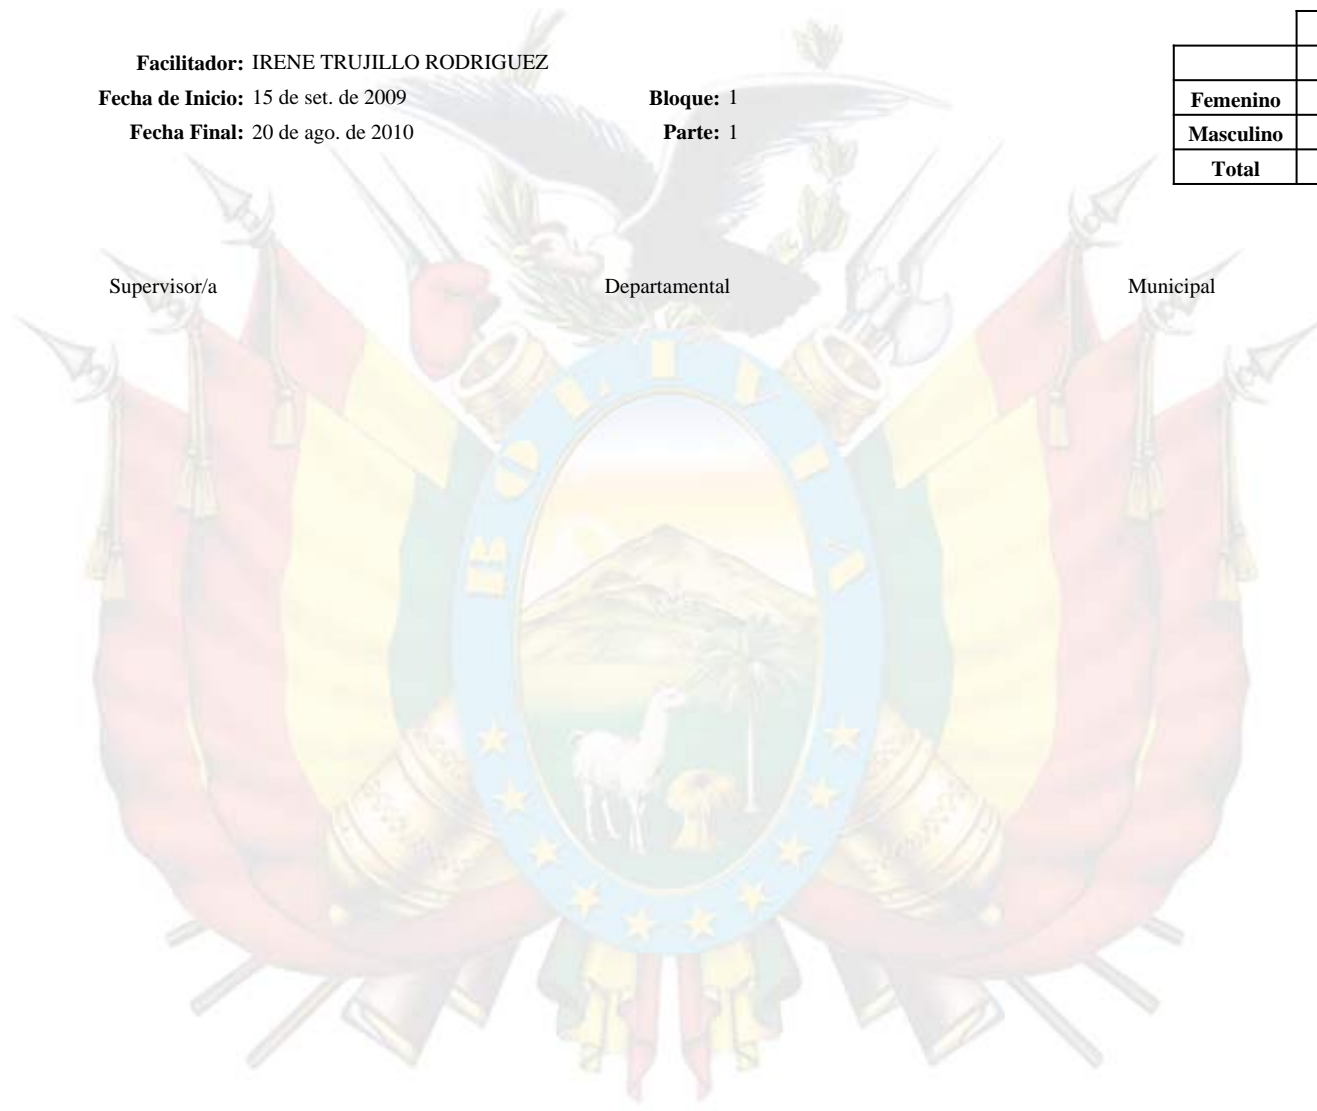 Facilitador: IRENE TRUJILLO RODRIGUEZ
Fecha de Inicio: 15 de set. de 2009 Bloque: 1
Fecha Final: 20 de ago. de 2010 Parte: 1
Femenino
Masculino
Total
Supervisor/a Departamental Municipal
BOLIVIA